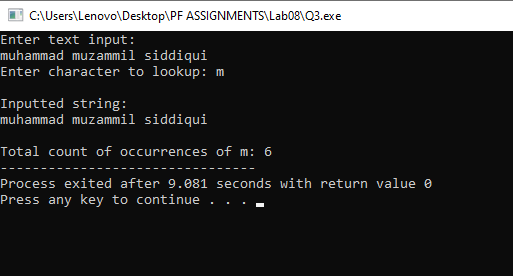 C:\Users\Lenovo\Desktop\PF ASSIGNMENTS\Lab08\Q3.exe
Enter text input:
muhammad muzammil siddiqui
Enter character to lookup: m
Inputted string:
muhammad muzammil siddiqui
Total count of occurrences of m: 6
--------------------------------
Process exited after 9.081 seconds with return value 0
Press any key to continue . . .